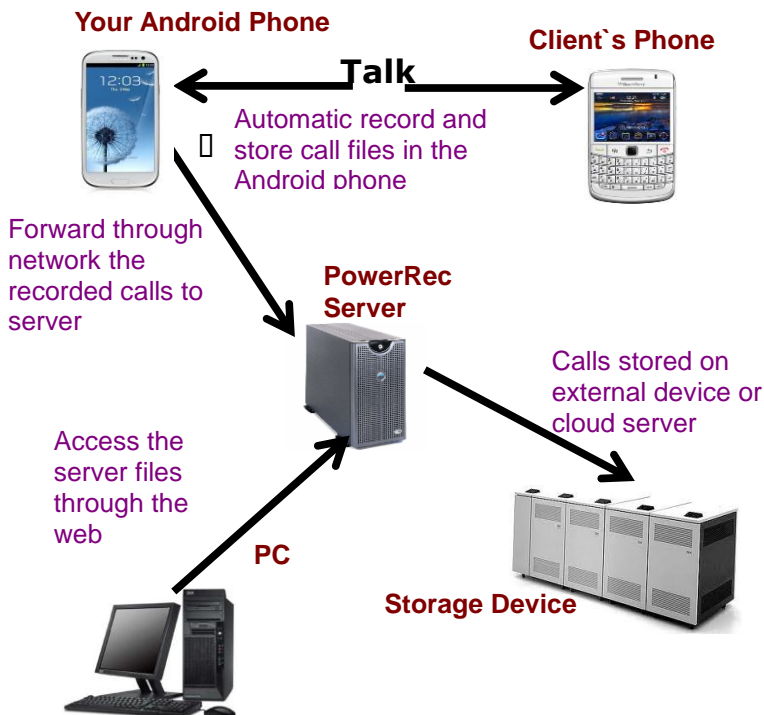 Your Android Phone
Client`s Phone
Talk
12:03
Automatic record and
store call files in the
Android phone
Forward through
network the
recorded calls to
server
PowerRec
Server
Calls stored on
external device or
cloud server
Access the
server files
through the
web
PC
Storage Device